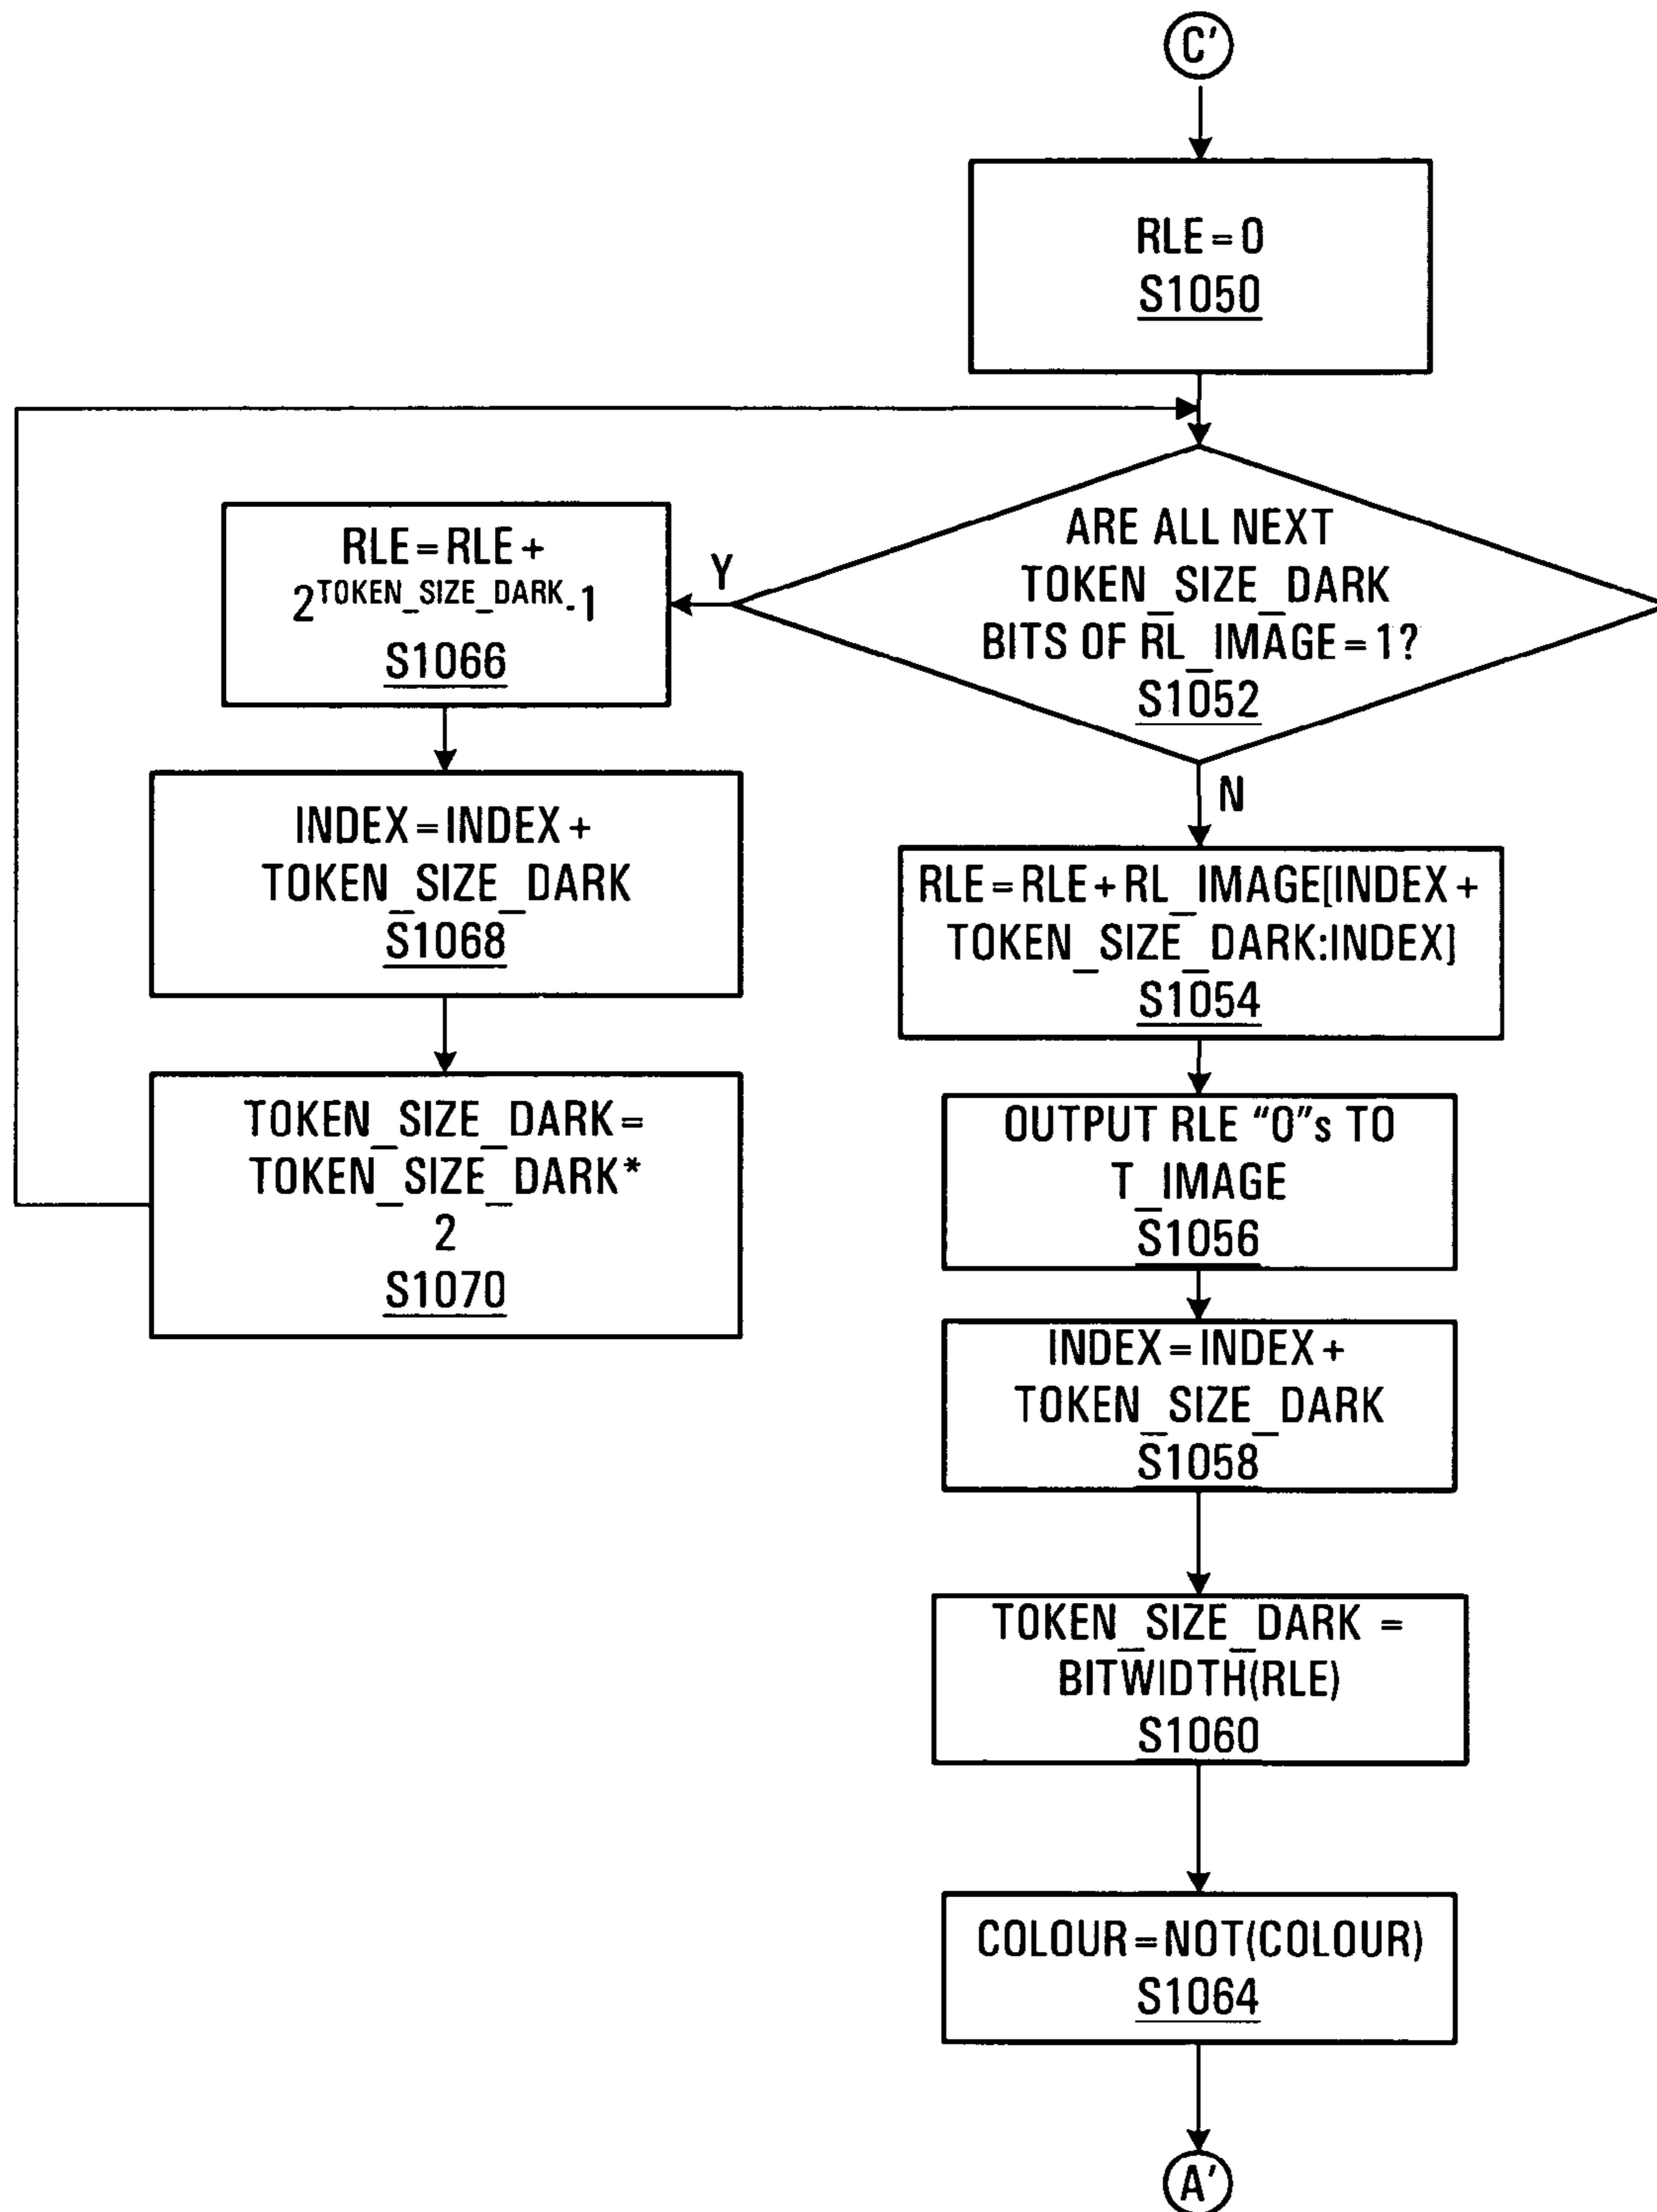 C'
RLE=0
S1050
ARE ALL NEXT
TOKEN_SIZE_DARK
BITS OF RL_IMAGE=1?
S1052
Y
RLE=RLE+
2^TOKEN_SIZE_DARK-1
S1066
INDEX=INDEX+
TOKEN_SIZE_DARK
S1068
TOKEN_SIZE_DARK=
TOKEN_SIZE_DARK*
2
S1070
N
RLE=RLE+RL_IMAGE[INDEX+
TOKEN_SIZE_DARK:INDEX]
S1054
OUTPUT RLE “0”s TO
T_IMAGE
S1056
INDEX=INDEX+
TOKEN_SIZE_DARK
S1058
TOKEN_SIZE_DARK =
BITWIDTH(RLE)
S1060
COLOUR=NOT(COLOUR)
S1064
A'